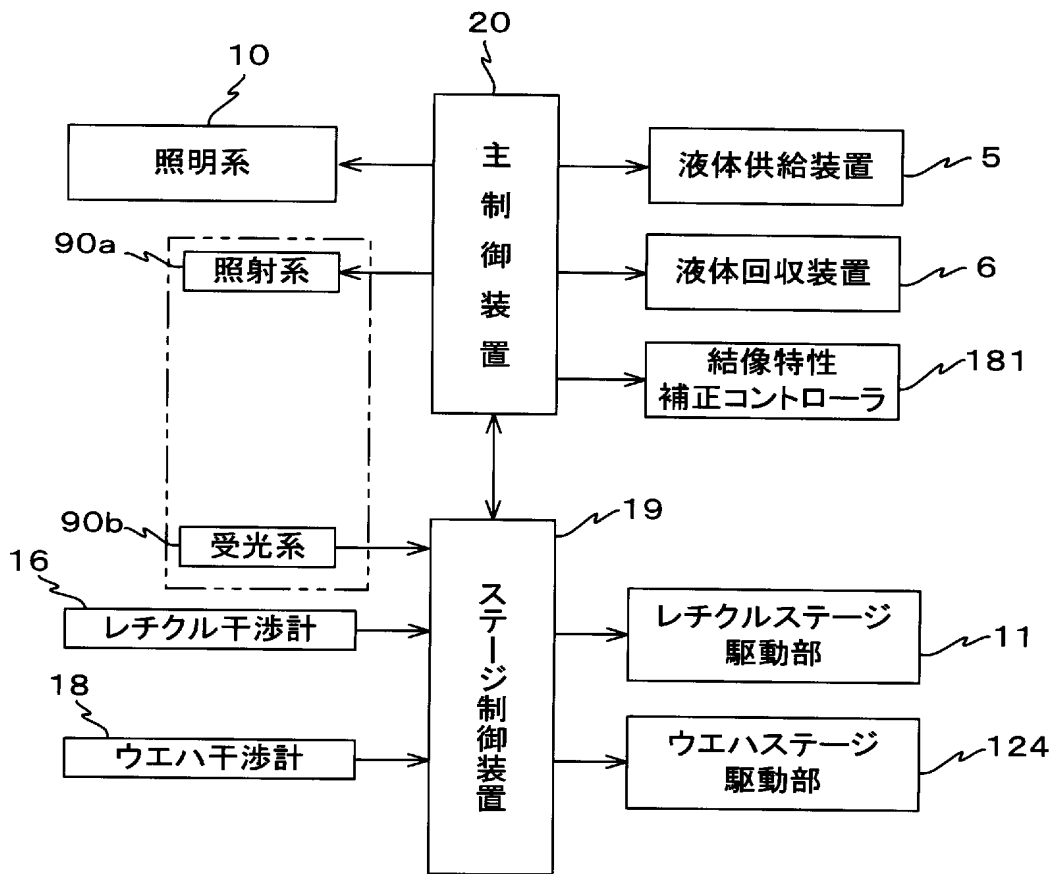 20
10
主制御装置
照明系
液体供給装置
5
90a
照射系
液体回収装置
6
結像特性
補正コントローラ
181
19
90b
受光系
16
レチクル干渉計
ステージ制御装置
レチクルステージ
駆動部
11
18
ウエハ干渉計
ウエハステージ
駆動部
124